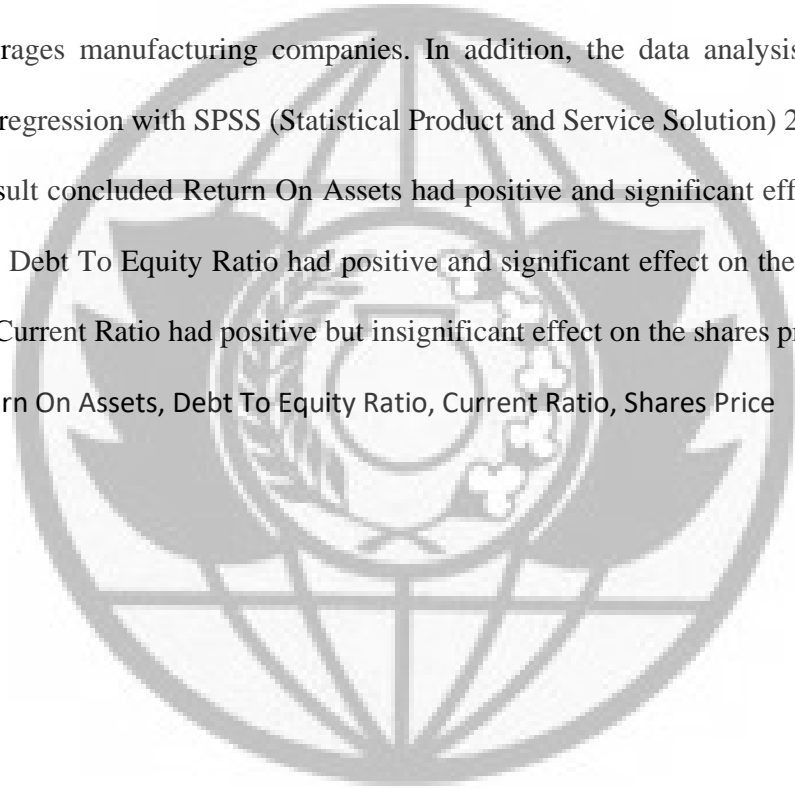 rages manufacturing companies. In addition, the data analysis
regression with SPSS (Statistical Product and Service Solution) 2
sult concluded Return On Assets had positive and significant eff
Debt To Equity Ratio had positive and significant effect on the
Current Ratio had positive but insignificant effect on the shares pr
rn On Assets, Debt To Equity Ratio, Current Ratio, Shares Price